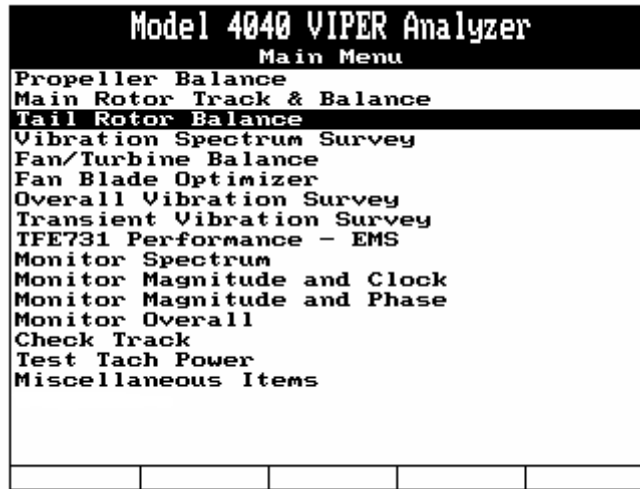 Model 4040 VIPER Analyzer
Main Menu
Propeller Balance
Main Rotor Track & Balance
Tail Rotor Balance
Vibration Spectrum Survey
Fan/Turbine Balance
Fan Blade Optimizer
Overall Vibration Survey
Transient Vibration Survey
TFE731 Performance – EMS
Monitor Spectrum
Monitor Magnitude and Clock
Monitor Magnitude and Phase
Monitor Overall
Check Track
Test Tach Power
Miscellaneous Items